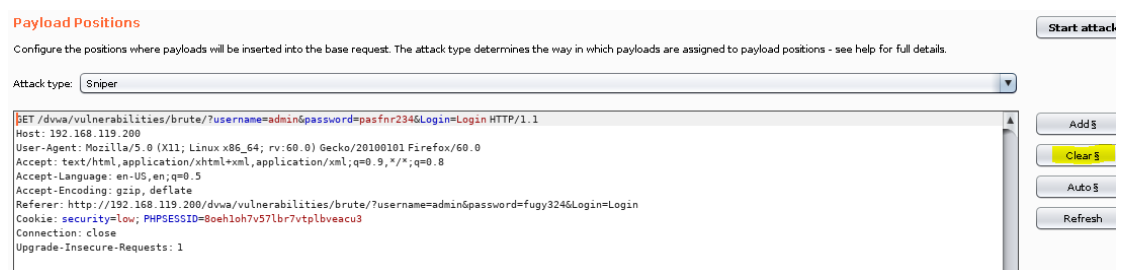 Payload Positions
Start attack
Configure the positions where payloads will be inserted into the base request. The attack type determines the way in which payloads are assigned to payload positions - see help for full details.
Attack type: Sniper
GET /dvwa/vulnerabilities/brute/?username=admin&password=pasfnr234&Login=Login HTTP/1.1
Host: 192.168.119.200
User-Agent: Mozilla/5.0 (X11; Linux x86_64; rv:60.0) Gecko/20100101 Firefox/60.0
Accept: text/html,application/xhtml+xml,application/xml;q=0.9,*/*;q=0.8
Accept-Language: en-US,en;q=0.5
Accept-Encoding: gzip, deflate
Referer: http://192.168.119.200/dvwa/vulnerabilities/brute/?username=admin&password=fugy324&Login=Login
Cookie: security=low; PHPSESSID=8oeh1oh7v57lbr7vtplbveacu3
Connection: close
Upgrade-Insecure-Requests: 1
Add §
Clear §
Auto §
Refresh